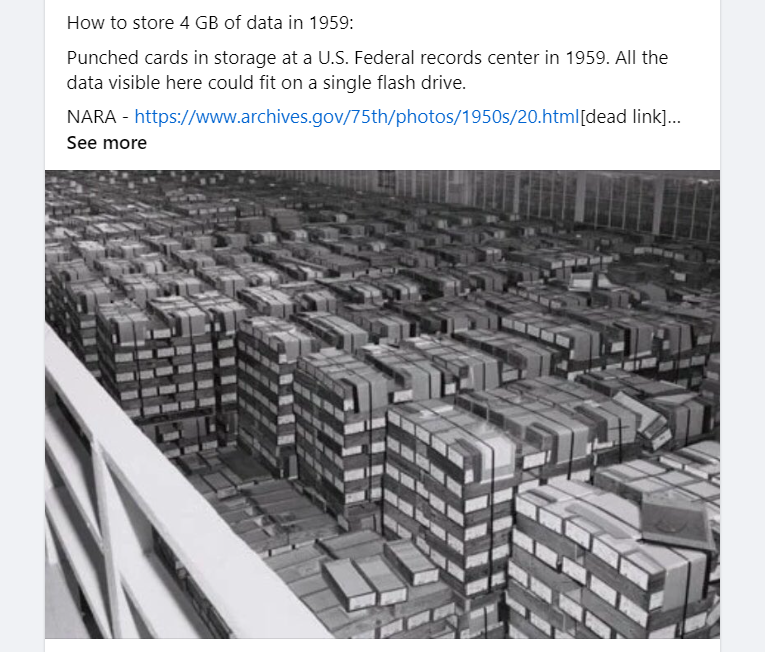 How to store 4 GB of data in 1959:
Punched cards in storage at a U.S. Federal records center in 1959. All the
data visible here could fit on a single flash drive.
NARA - https://www.archives.gov/75th/photos/1950s/20.html[dead link]...
See more